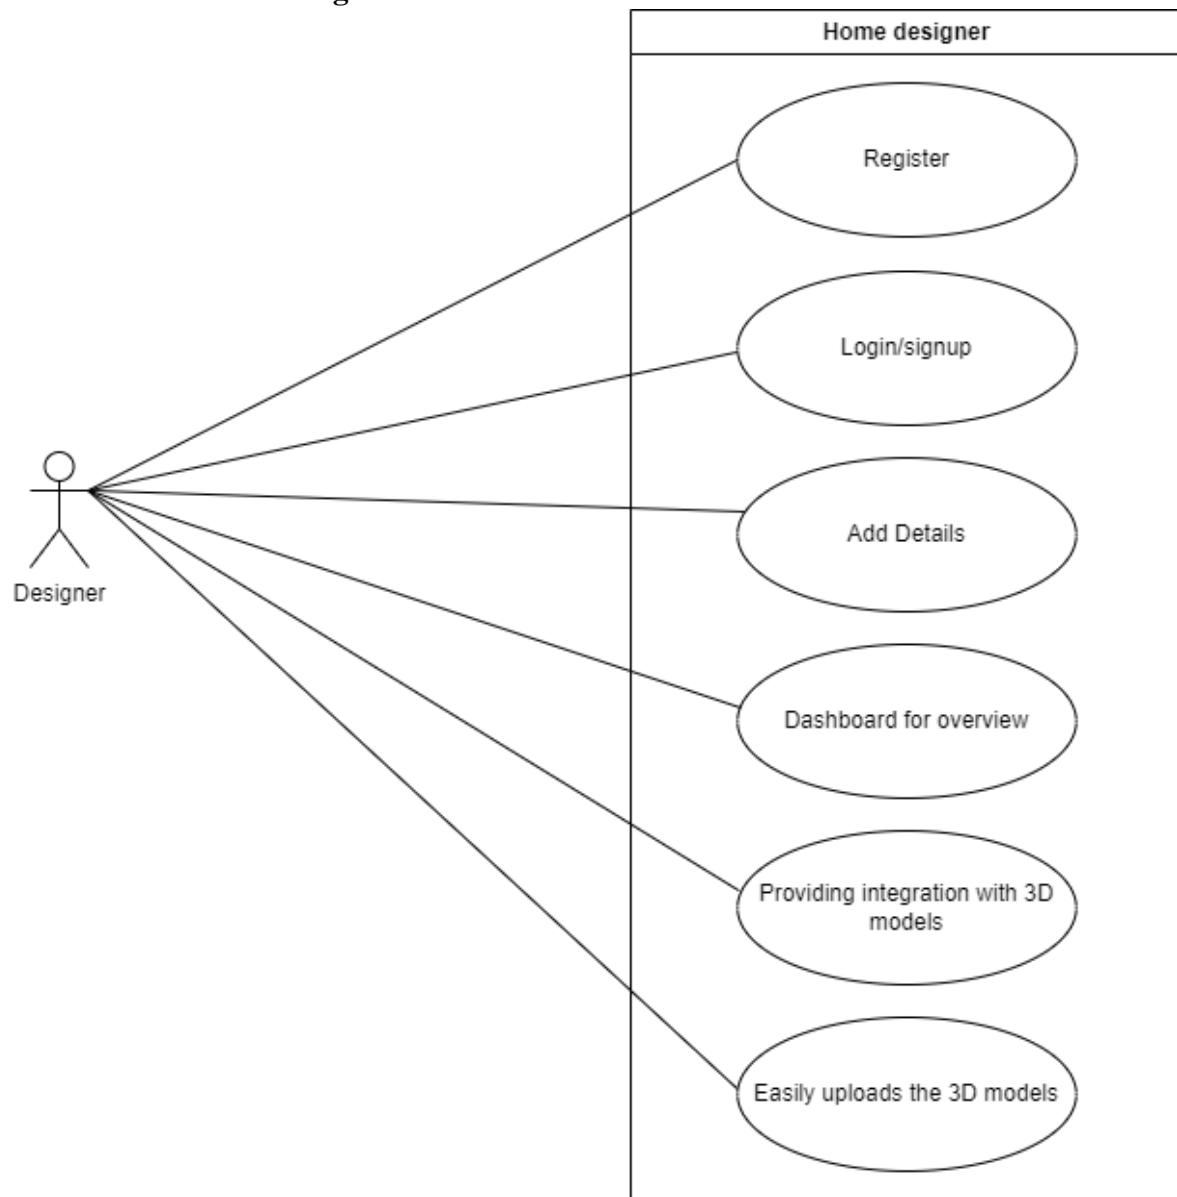 Home designer
Register
Login/signup
Add Details
Designer
Dashboard for overview
Providing integration with 3D
models
Easily uploads the 3D models